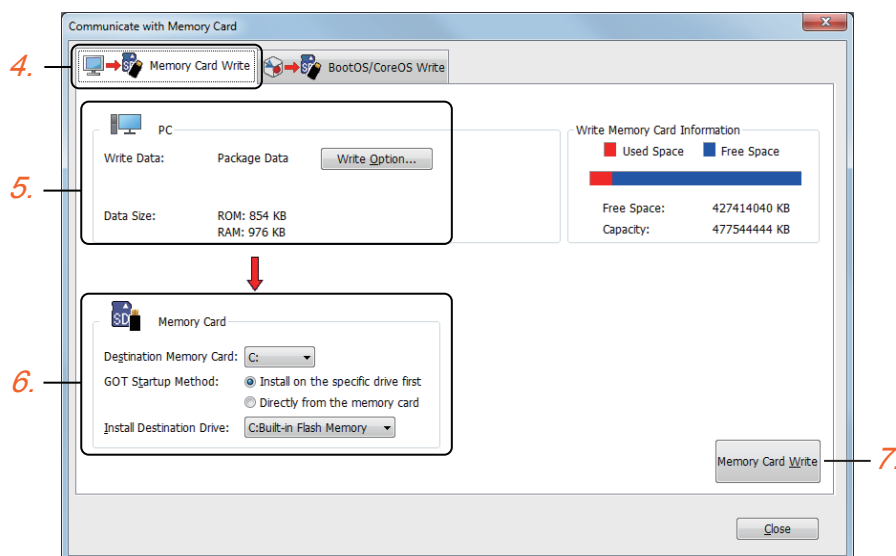 Communicate with Memory Card
4.
Memory Card Write
BootOS/CoreOS Write
5.
PC
Write Data: Package Data Write Option...
Data Size: ROM: 854 KB
RAM: 976 KB
Write Memory Card Information
Used Space Free Space
Free Space: 427414040 KB
Capacity: 477544444 KB
6.
SD
Memory Card
Destination Memory Card: C:
GOT Startup Method: Install on the specific drive first
Directly from the memory card
Install Destination Drive: C:Built-in Flash Memory
Memory Card Write
7.
Close